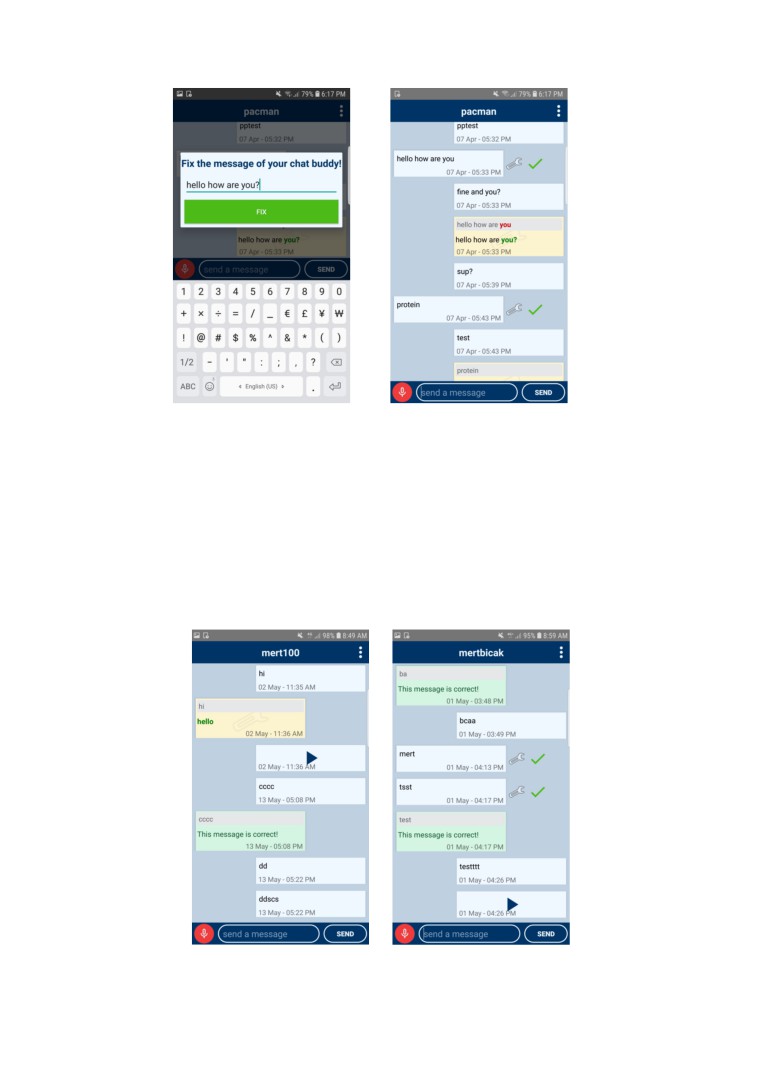 79% 6:17 PM
pacman
pptest
07 Apr - 05:32 PM
Fix the message of your chat buddy!
hello how are you?
FIX
hello how are you?
07 Apr - 05:33 PM
send a message
SEND
1 2 3 4 5 6 7 8 9 0
+ × ÷ = / _ € £ ¥ ₩
! @ # $ % ^ & * ( )
1/2 - ' " : ; , ?
ABC English (US) .
79% 6:17 PM
pacman
pptest
07 Apr - 05:32 PM
hello how are you
07 Apr - 05:33 PM
fine and you?
07 Apr - 05:33 PM
hello how are you
hello how are you?
07 Apr - 05:33 PM
sup?
07 Apr - 05:39 PM
protein
07 Apr - 05:43 PM
test
07 Apr - 05:43 PM
protein
send a message
SEND
98% 8:49 AM
mert100
hi
02 May - 11:35 AM
hi
hello
02 May - 11:36 AM
02 May - 11:36 AM
cccc
13 May - 05:08 PM
cccc
This message is correct!
13 May - 05:08 PM
dd
13 May - 05:22 PM
ddscs
13 May - 05:22 PM
send a message
SEND
95% 8:59 AM
mertbicak
ba
This message is correct!
01 May - 03:48 PM
bcaa
01 May - 03:49 PM
mert
01 May - 04:13 PM
tsst
01 May - 04:17 PM
test
This message is correct!
01 May - 04:17 PM
testttt
01 May - 04:26 PM
01 May - 04:26 PM
send a message
SEND